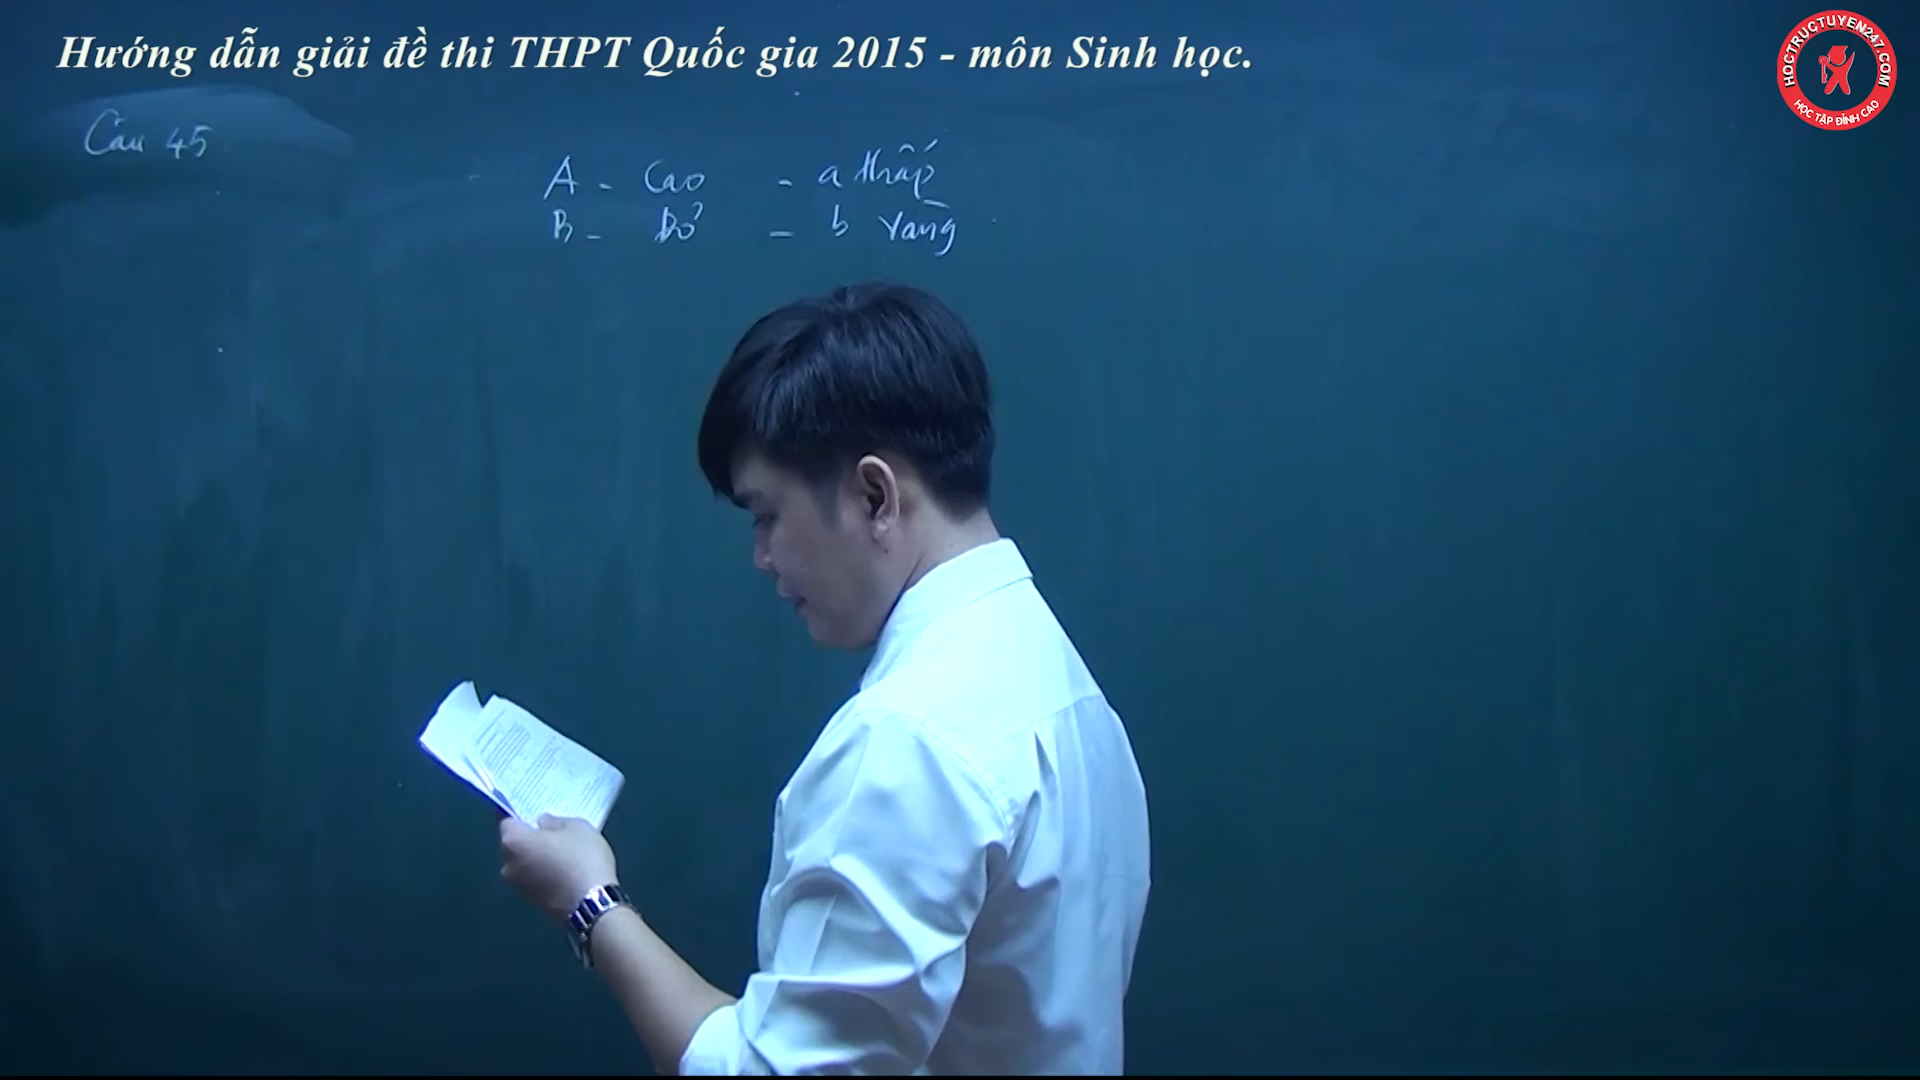 Hướng dẫn giải đề thi THPT Quốc gia 2015 - môn Sinh học.
HOCTRUCTUYEN247.COM
HỌC TẬP ĐỈNH CAO
Câu 45
A - Cao - a thấp
B - Đỏ - b vàng